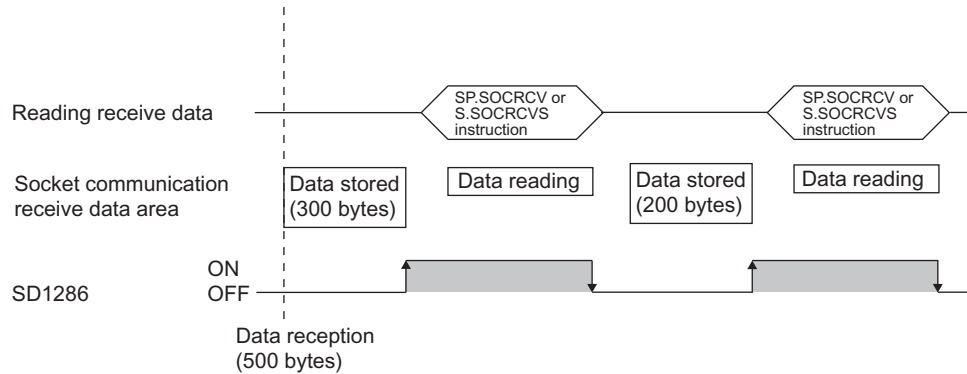 Reading receive data
SP.SOCRCV or
S.SOCRCVS
instruction
SP.SOCRCV or
S.SOCRCVS
instruction
Socket communication
receive data area
Data stored
(300 bytes)
Data reading
Data stored
(200 bytes)
Data reading
SD1286
ON
OFF
Data reception
(500 bytes)